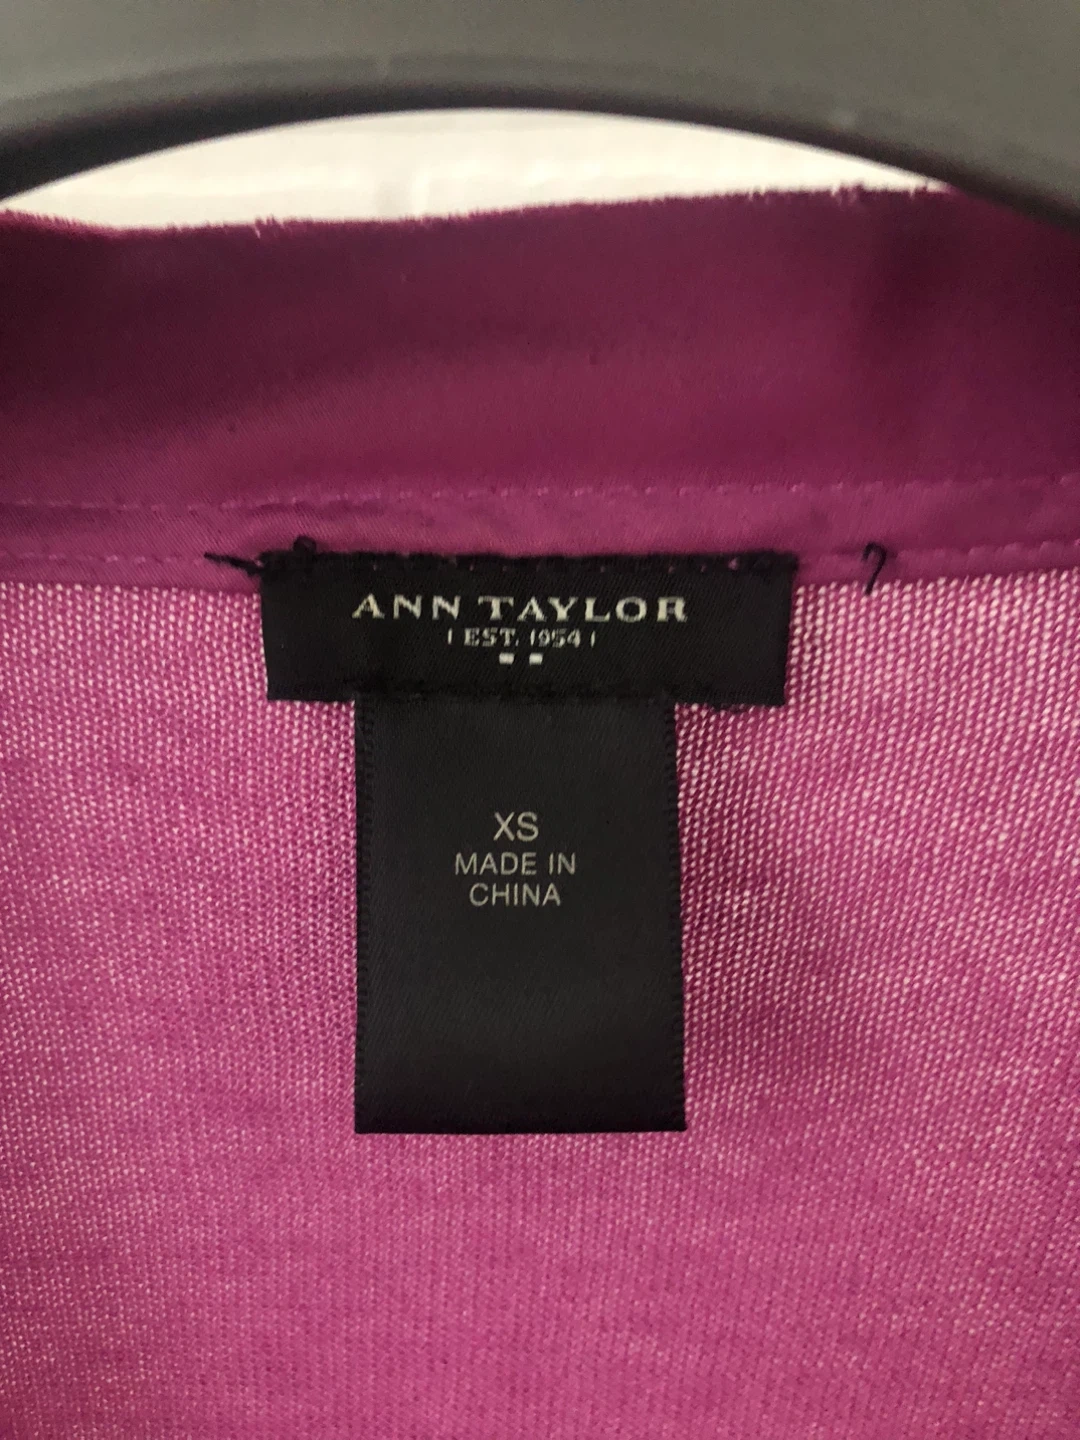 ANN TAYLOR
EST. 1954
XS
MADE IN
CHINA